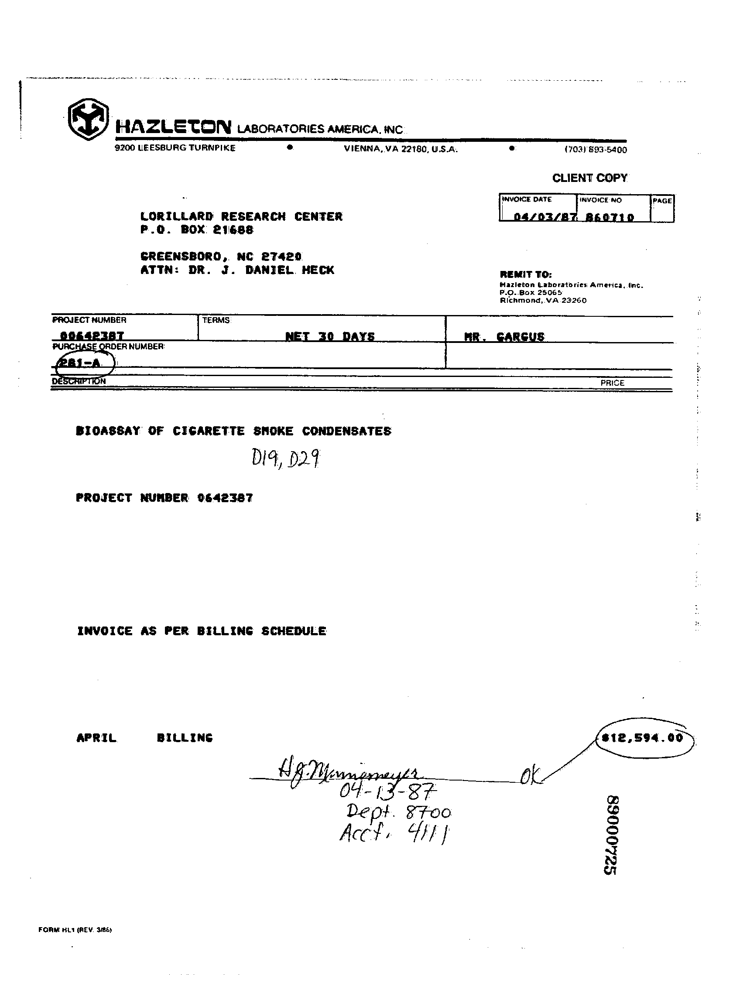 HAZLETON LABORATORIES AMERICA, INC.
9200 LEESBURG TURNPIKE • VIENNA, VA 22180, U.S.A. • (703) 893-5400
CLIENT COPY
INVOICE DATE INVOICE NO PAGE
04/03/87 860710
LORILLARD RESEARCH CENTER
P.O. BOX 21688
GREENSBORO, NC 27420
ATTN: DR. J. DANIEL HECK
REMIT TO:
Hazleton Laboratories America, Inc.
P.O. Box 25065
Richmond, VA 23260
PROJECT NUMBER TERMS
00642387 NET 30 DAYS MR. GARGUS
PURCHASE ORDER NUMBER
281-A
DESCRIPTION PRICE
BIOASSAY OF CIGARETTE SMOKE CONDENSATES
D19, D29
PROJECT NUMBER 0642387
INVOICE AS PER BILLING SCHEDULE
APRIL BILLING $12,594.00
H.J. Minnemeyer OK
04-13-87
Dept. 8700
Acct. 4111
89000725
FORM HL1 (REV. 3/86)